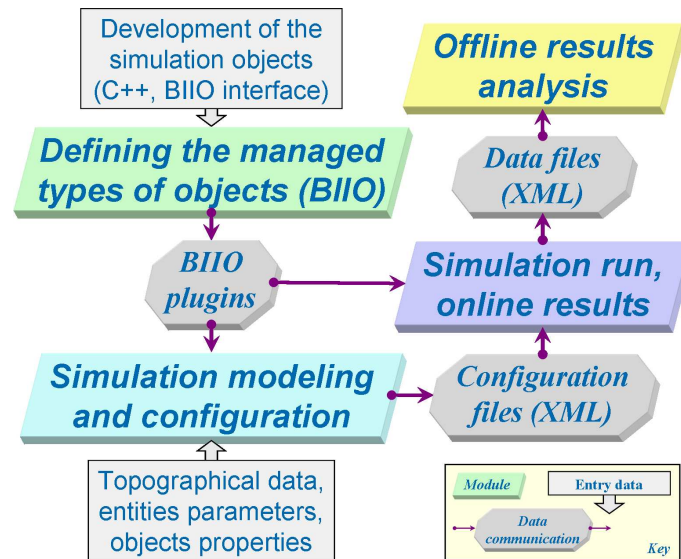 Development of the
simulation objects
(C++, BIIO interface)
Offline results
analysis
Defining the managed
types of objects (BIIO)
Data files
(XML)
BIIO
plugins
Simulation run,
online results
Simulation modeling
and configuration
Configuration
files (XML)
Topographical data,
entities parameters,
objects properties
Module
Entry data
Data
communication
Key